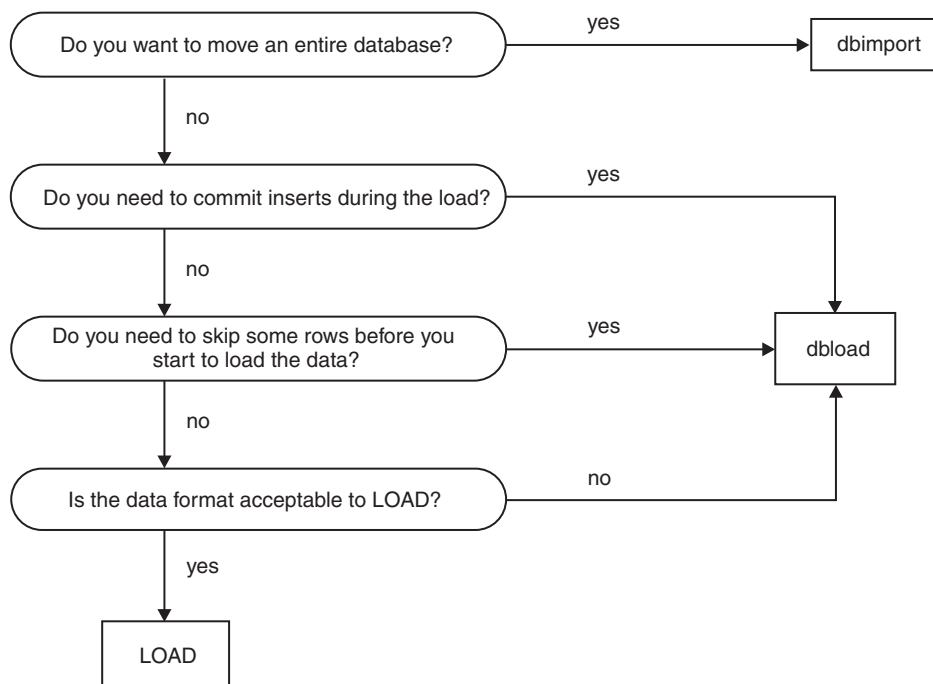 Do you want to move an entire database?
yes
dbimport
no
Do you need to commit inserts during the load?
yes
no
Do you need to skip some rows before you
start to load the data?
yes
dbload
no
Is the data format acceptable to LOAD?
no
yes
LOAD